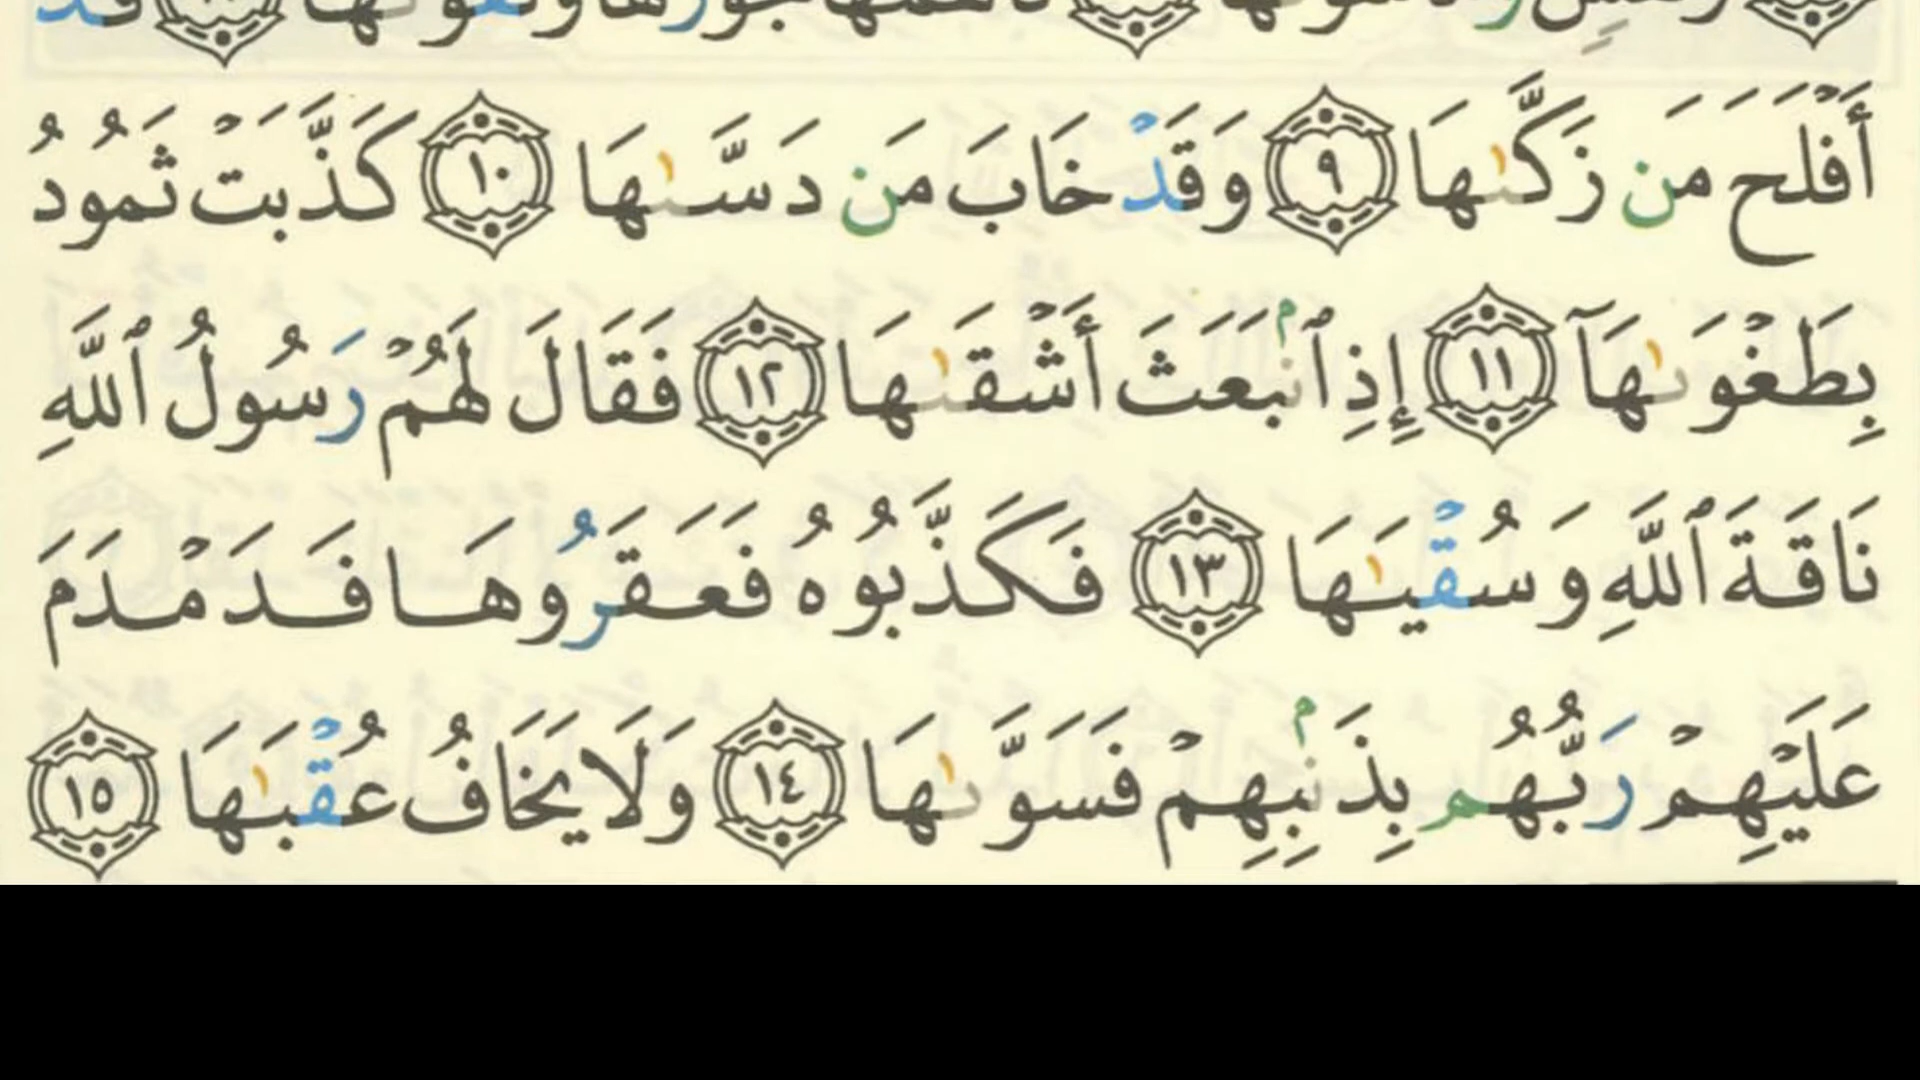 أَفْلَحَ مَن زَكَّىٰهَا ٩ وَقَدْ خَابَ مَن دَسَّىٰهَا ١٠ كَذَّبَتْ ثَمُودُ
بِطَغْوَىٰهَآ ١١ إِذِ ٱنۢبَعَثَ أَشْقَىٰهَا ١٢ فَقَالَ لَهُمْ رَسُولُ ٱللَّهِ
نَاقَةَ ٱللَّهِ وَسُقْيَٰهَا ١٣ فَكَذَّبُوهُ فَعَقَرُوهَا فَدَمْدَمَ
عَلَيْهِمْ رَبُّهُم بِذَنۢبِهِمْ فَسَوَّىٰهَا ١٤ وَلَا يَخَافُ عُقْبَٰهَا ١٥